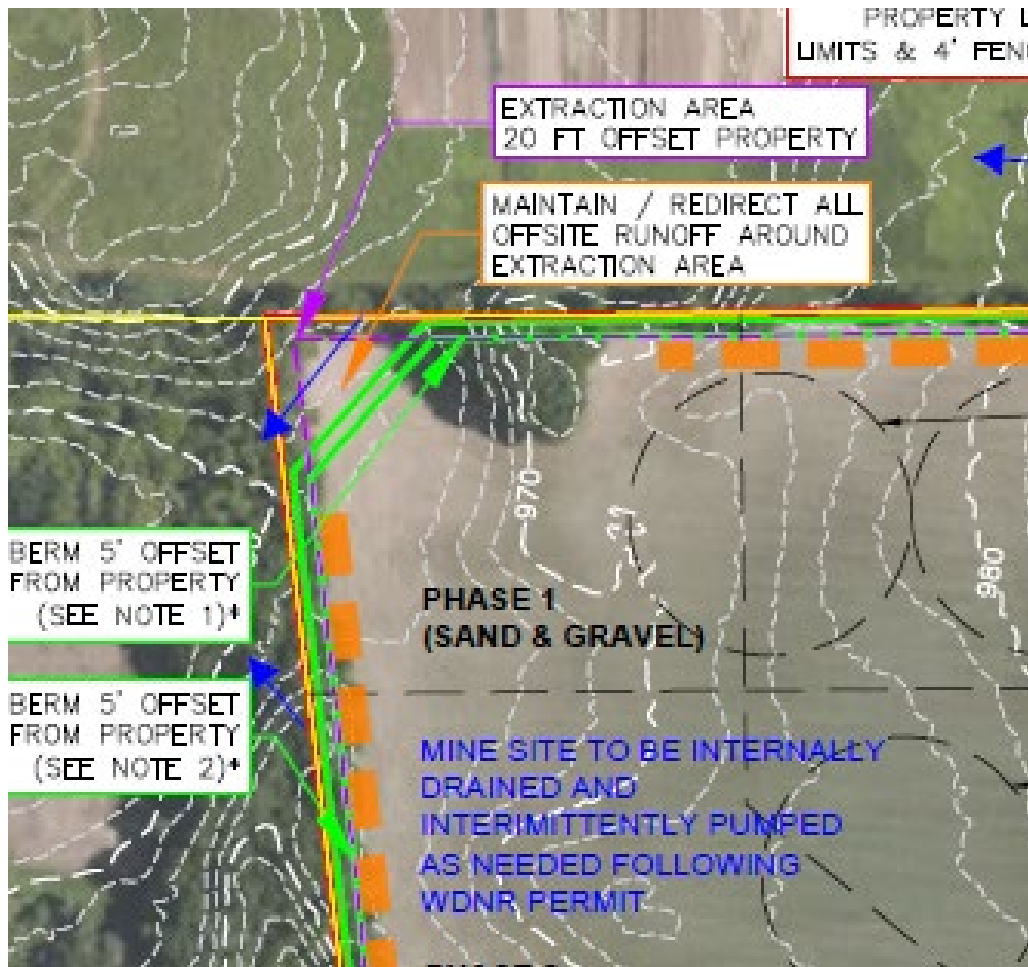 PROPERTY
LIMITS & 4'
EXTRACTION AREA
20 FT OFFSET PROPERTY
MAINTAIN / REDIRECT ALL
OFFSITE RUNOFF AROUND
EXTRACTION AREA
970
980
BERM 5' OFFSET
FROM PROPERTY
(SEE NOTE 1)*
PHASE 1
(SAND & GRAVEL)
BERM 5' OFFSET
FROM PROPERTY
(SEE NOTE 2)*
MINE SITE TO BE INTERNALLY
DRAINED AND
INTERIMITTENTLY PUMPED
AS NEEDED FOLLOWING
WDNR PERMIT